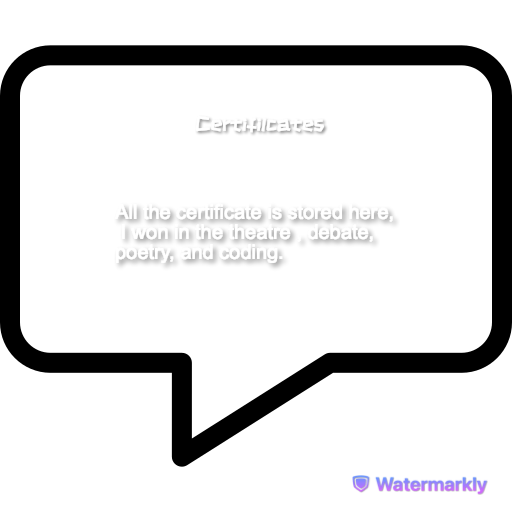 Certificates
All the certificate is stored here,
I won in the theatre , debate,
poetry, and coding.
Watermarkly